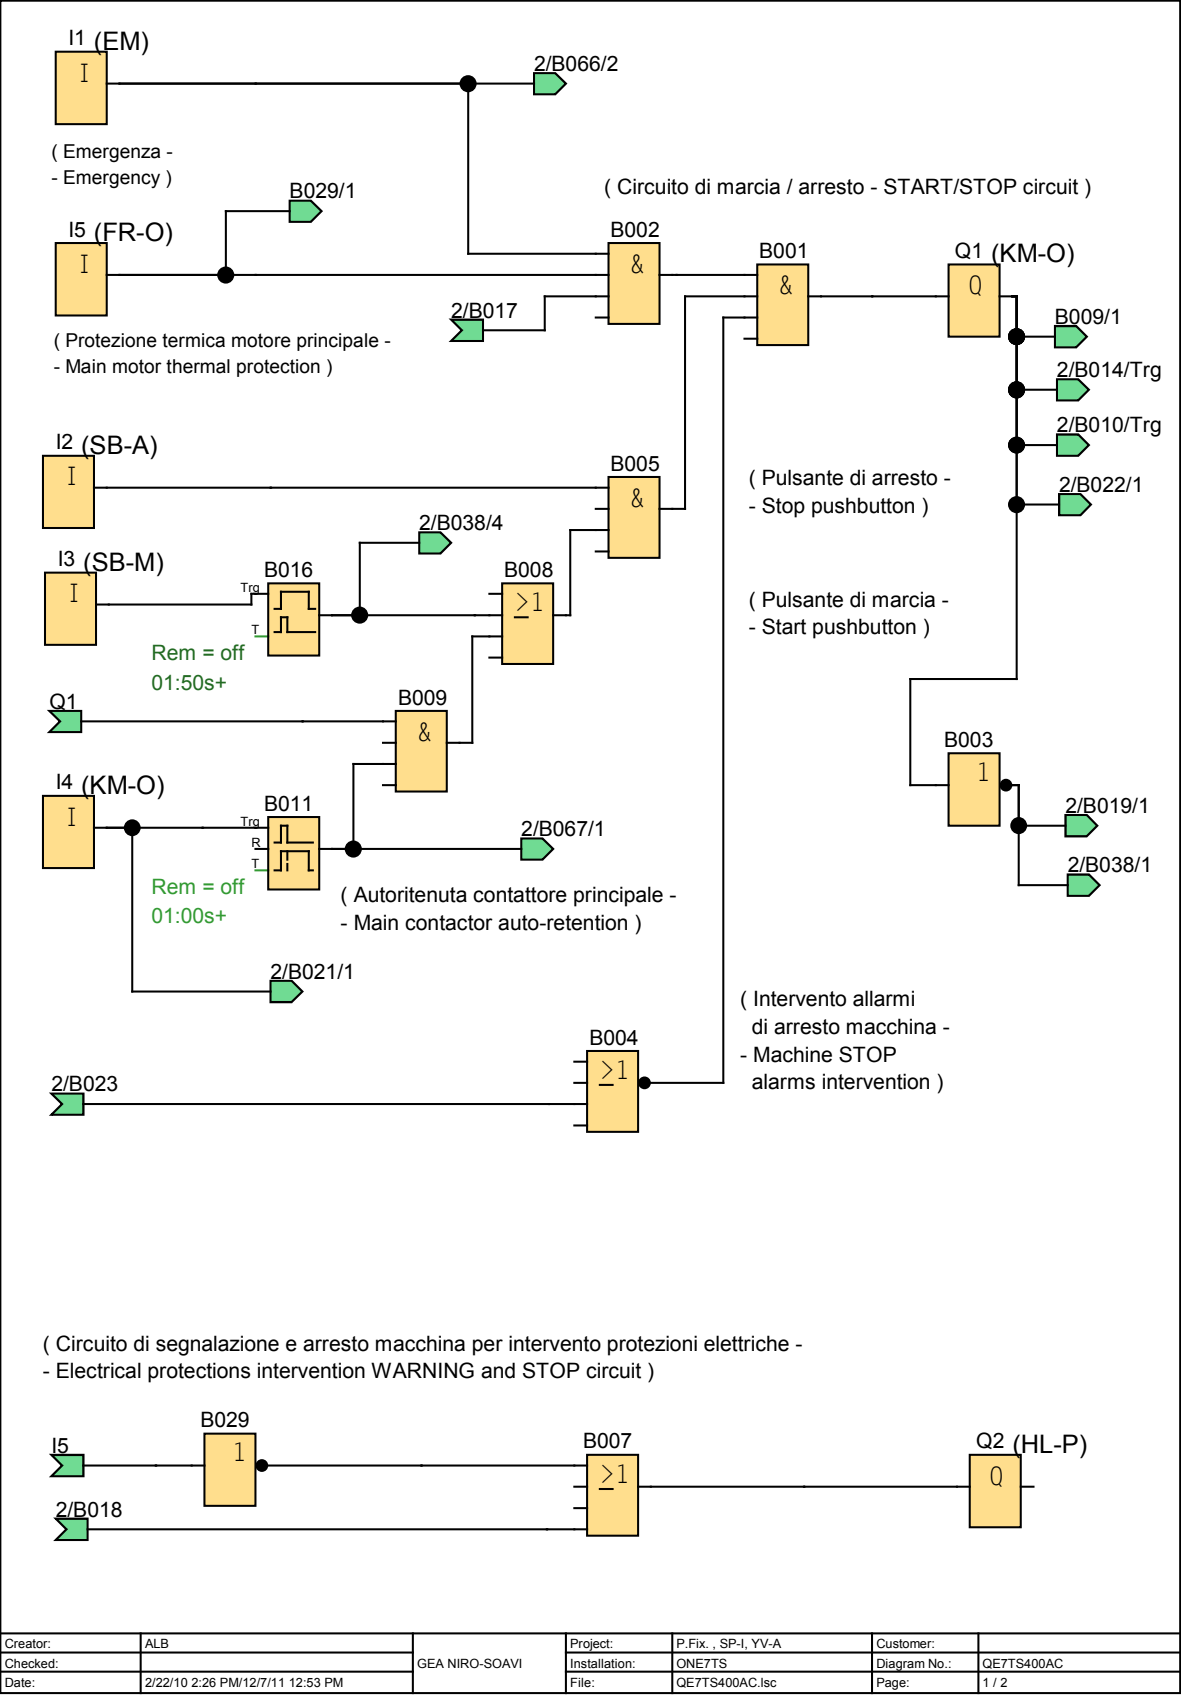 I1 (EM)
I
2/B066/2
( Emergenza -
- Emergency )
B029/1
( Circuito di marcia / arresto - START/STOP circuit )
I5 (FR-O)
I
B002
&
B001
&
Q1 (KM-O)
Q
2/B017
B009/1
( Protezione termica motore principale -
- Main motor thermal protection )
2/B014/Trg
2/B010/Trg
I2 (SB-A)
I
B005
&
( Pulsante di arresto -
- Stop pushbutton )
2/B022/1
2/B038/4
I3 (SB-M)
I
B016
Trg
T
B008
≥1
( Pulsante di marcia -
- Start pushbutton )
Rem = off
01:50s+
Q1
B009
&
B003
1
I4 (KM-O)
I
B011
Trg
R
T
2/B067/1
2/B019/1
2/B038/1
Rem = off
01:00s+
( Autoritenuta contattore principale -
- Main contactor auto-retention )
2/B021/1
( Intervento allarmi
di arresto macchina -
- Machine STOP
alarms intervention )
B004
≥1
2/B023
( Circuito di segnalazione e arresto macchina per intervento protezioni elettriche -
- Electrical protections intervention WARNING and STOP circuit )
B029
1
I5
B007
≥1
Q2 (HL-P)
Q
2/B018
Creator: ALB GEA NIRO-SOAVI Project: P.Fix. , SP-I, YV-A Customer:
Checked: Installation: ONE7TS Diagram No.: QE7TS400AC
Date: 2/22/10 2:26 PM/12/7/11 12:53 PM File: QE7TS400AC.lsc Page: 1 / 2